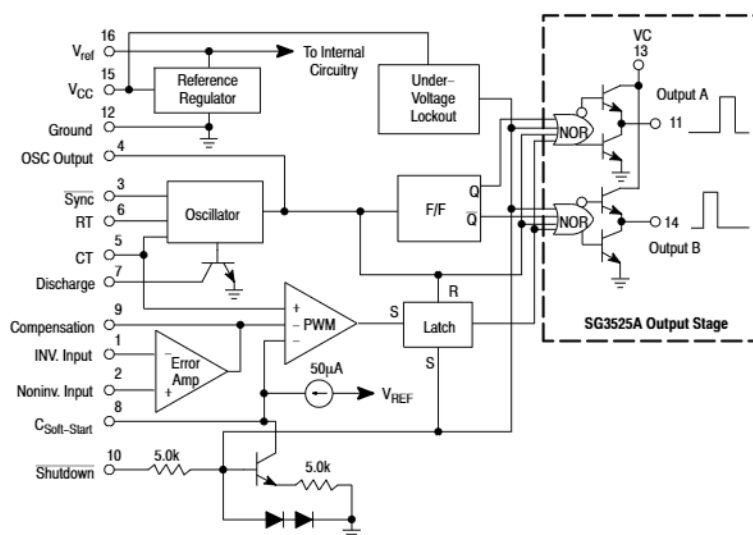 16
Vref
To Internal
Circuitry
15
VCC
Reference
Regulator
Under–
Voltage
Lockout
12
Ground
4
OSC Output
3
Sync
6
RT
Oscillator
5
CT
7
Discharge
F/F
Q
Q
VC
13
NOR
Output A
11
NOR
14
Output B
SG3525A Output Stage
9
Compensation
+
–
–
PWM
S
R
Latch
S
1
INV. Input
2
Noninv. Input
–
Error
Amp
+
8
CSoft-Start
50µA
VREF
10
Shutdown
5.0k
5.0k